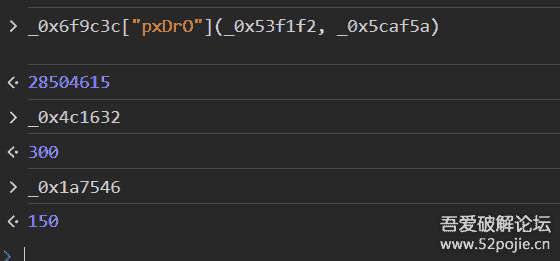 > _0x6f9c3c["pxDrO"](_0x53f1f2, _0x5caf5a)
<· 28504615
> _0x4c1632
<· 300
> _0x1a7546
<· 150
>
吾爱破解论坛
www.52pojie.cn